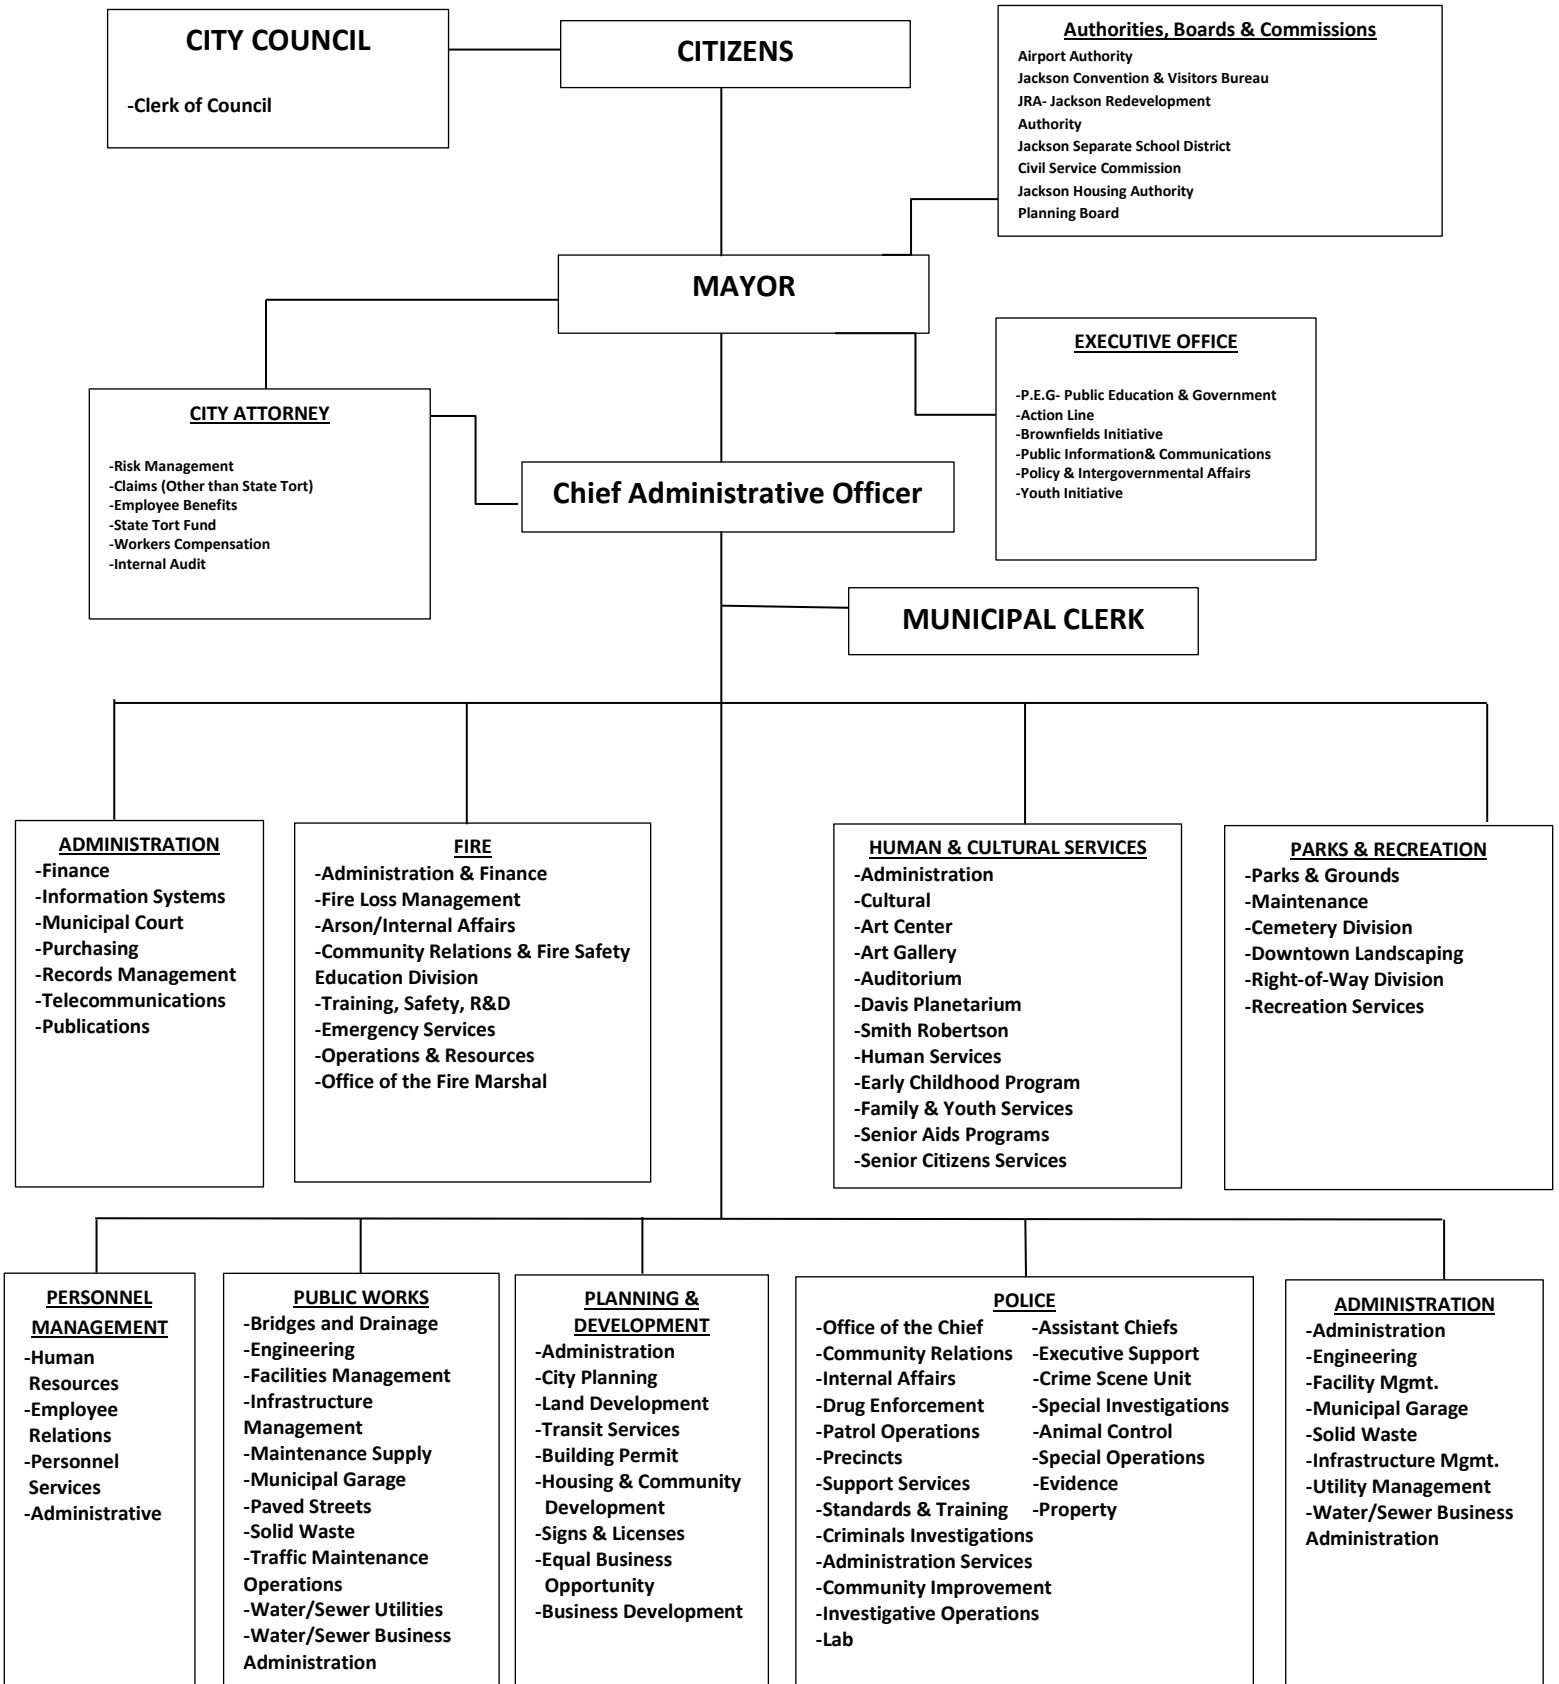 CITY COUNCIL
-Clerk of Council
CITIZENS
Authorities, Boards & Commissions
Airport Authority
Jackson Convention & Visitors Bureau
JRA- Jackson Redevelopment
Authority
Jackson Separate School District
Civil Service Commission
Jackson Housing Authority
Planning Board
MAYOR
EXECUTIVE OFFICE
-P.E.G- Public Education & Government
-Action Line
-Brownfields Initiative
-Public Information& Communications
-Policy & Intergovernmental Affairs
-Youth Initiative
CITY ATTORNEY
-Risk Management
-Claims (Other than State Tort)
-Employee Benefits
-State Tort Fund
-Workers Compensation
-Internal Audit
Chief Administrative Officer
MUNICIPAL CLERK
ADMINISTRATION
-Finance
-Information Systems
-Municipal Court
-Purchasing
-Records Management
-Telecommunications
-Publications
FIRE
-Administration & Finance
-Fire Loss Management
-Arson/Internal Affairs
-Community Relations & Fire Safety
Education Division
-Training, Safety, R&D
-Emergency Services
-Operations & Resources
-Office of the Fire Marshal
HUMAN & CULTURAL SERVICES
-Administration
-Cultural
-Art Center
-Art Gallery
-Auditorium
-Davis Planetarium
-Smith Robertson
-Human Services
-Early Childhood Program
-Family & Youth Services
-Senior Aids Programs
-Senior Citizens Services
PARKS & RECREATION
-Parks & Grounds
-Maintenance
-Cemetery Division
-Downtown Landscaping
-Right-of-Way Division
-Recreation Services
PERSONNEL
MANAGEMENT
-Human
Resources
-Employee
Relations
-Personnel
Services
-Administrative
PUBLIC WORKS
-Bridges and Drainage
-Engineering
-Facilities Management
-Infrastructure
Management
-Maintenance Supply
-Municipal Garage
-Paved Streets
-Solid Waste
-Traffic Maintenance
Operations
-Water/Sewer Utilities
-Water/Sewer Business
Administration
PLANNING &
DEVELOPMENT
-Administration
-City Planning
-Land Development
-Transit Services
-Building Permit
-Housing & Community
Development
-Signs & Licenses
-Equal Business
Opportunity
-Business Development
POLICE
-Office of the Chief -Assistant Chiefs
-Community Relations -Executive Support
-Internal Affairs -Crime Scene Unit
-Drug Enforcement -Special Investigations
-Patrol Operations -Animal Control
-Precincts -Special Operations
-Support Services -Evidence
-Standards & Training -Property
-Criminals Investigations
-Administration Services
-Community Improvement
-Investigative Operations
-Lab
ADMINISTRATION
-Administration
-Engineering
-Facility Mgmt.
-Municipal Garage
-Solid Waste
-Infrastructure Mgmt.
-Utility Management
-Water/Sewer Business
Administration